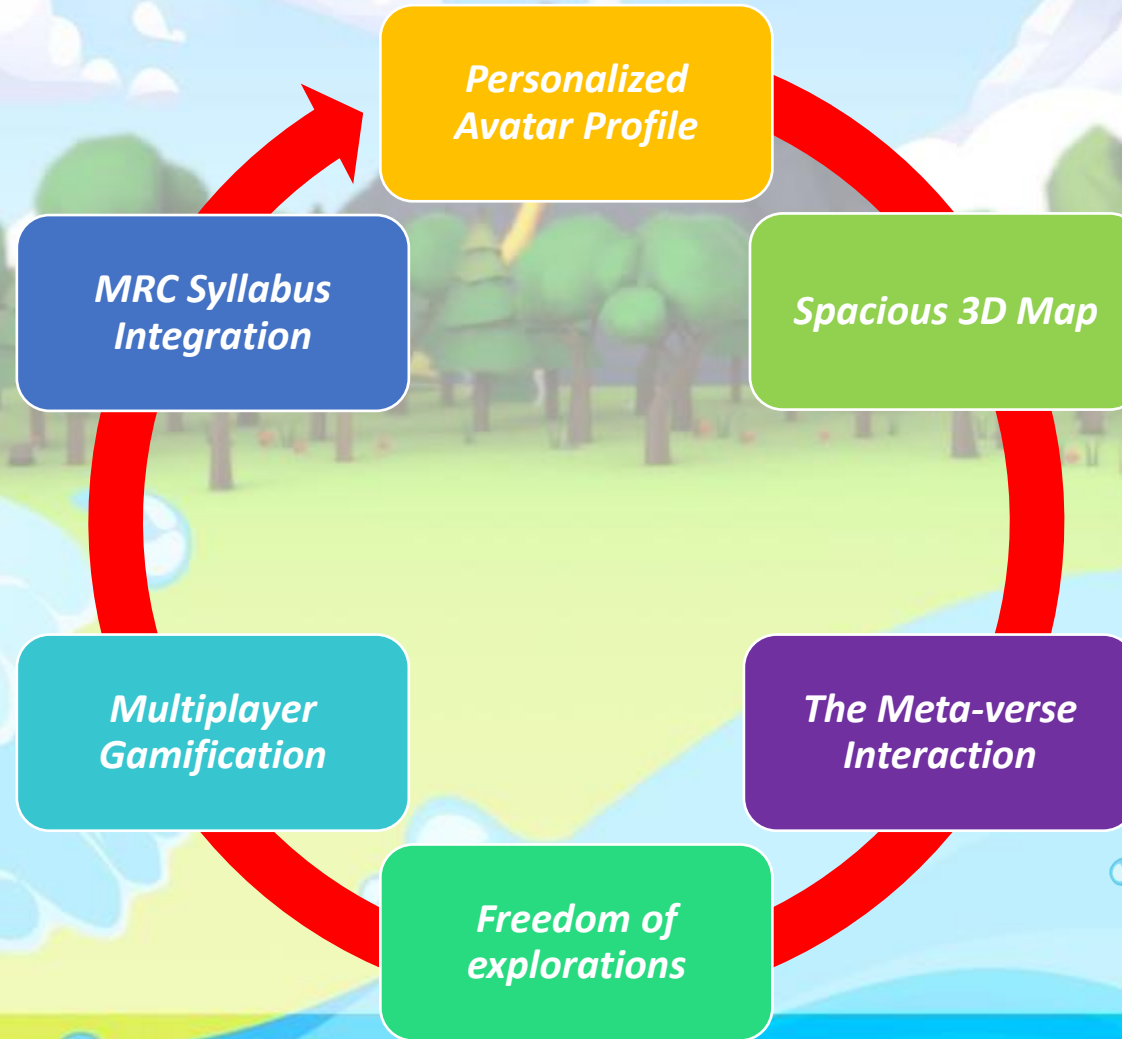 Personalized
Avatar Profile
Spacious 3D Map
The Meta-verse
Interaction
Freedom of
explorations
Multiplayer
Gamification
MRC Syllabus
Integration